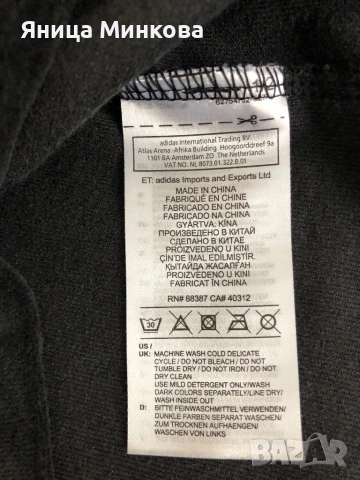 Яница Минкова
adidas International Trading BV
Atlas Arena -Afrika Building Hoogoorddreef 9a
1101 BA Amsterdam ZO The Netherlands
VAT No. NL 8073.01.322.B.01
ET: adidas Imports and Exports Ltd
MADE IN CHINA
FABRIQUÉ EN CHINE
FABRICADO EN CHINA
FABRICADO NA CHINA
GYÁRTVA: KÍNA
ПРОИЗВЕДЕНО В КИТАЙ
СДЕЛАНО В КИТАЕ
PROIZVEDENO U KINI
ÇİN'DE İMAL EDİLMİŞTİR.
ҚЫТАЙДА ЖАСАЛҒАН
PROIZVEDENO U KINI
FABRICAT ÎN CHINA
RN# 88387 CA# 40312
30
US /
UK: MACHINE WASH COLD DELICATE
CYCLE / DO NOT BLEACH / DO NOT
TUMBLE DRY / DO NOT IRON / DO NOT
DRY CLEAN
USE MILD DETERGENT ONLY/WASH
DARK COLORS SEPARATELY/LINE DRY/
WASH INSIDE OUT
D: BITTE FEINWASCHMITTEL VERWENDEN/
DUNKLE FARBEN SEPARAT WASCHEN/
ZUM TROCKNEN AUFHAENGEN/
WASCHEN VON LINKS
BAZAR